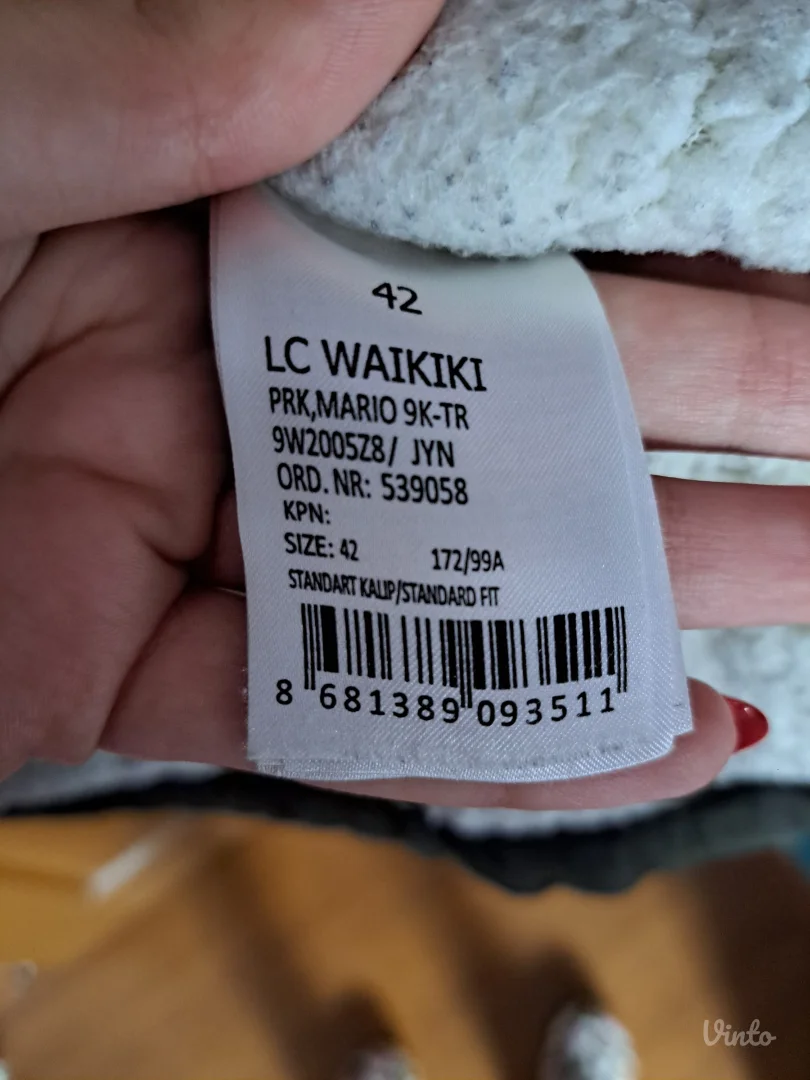 42
LC WAIKIKI
PRK,MARIO 9K-TR
9W2005Z8/ JYN
ORD. NR: 539058
KPN:
SIZE: 42 172/99A
STANDART KALIP/STANDARD FIT
8 681389 093511
Vinto